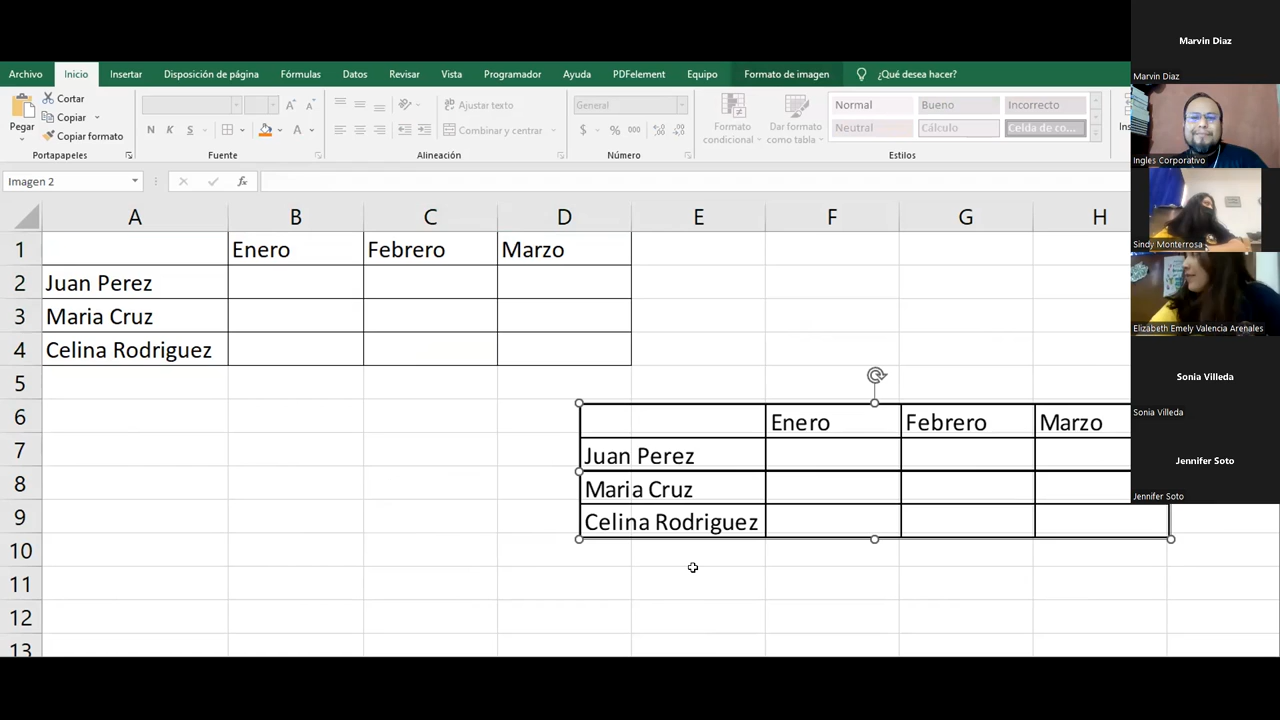 Archivo Inicio Insertar Disposición de página Fórmulas Datos Revisar Vista Programador Ayuda PDFelement Equipo Formato de imagen ¿Qué desea hacer?
Pegar
Cortar
Copiar
Copiar formato
Portapapeles
N K S
Fuente
Ajustar texto
Combinar y centrar
Alineación
General
$ % 000
Número
Formato condicional
Dar formato como tabla
Normal Bueno Incorrecto
Neutral Cálculo Celda de co...
Estilos
Imagen 2
fx
A B C D E F G H
1 Enero Febrero Marzo
2 Juan Perez
3 Maria Cruz
4 Celina Rodriguez
5
6 Enero Febrero Marzo
7 Juan Perez
8 Maria Cruz
9 Celina Rodriguez
10
11
12
13
Marvin Diaz
Marvin Diaz
Ingles Corporativo
Sindy Monterrosa
Elizabeth Emely Valencia Arenales
Sonia Villeda
Sonia Villeda
Jennifer Soto
Jennifer Soto